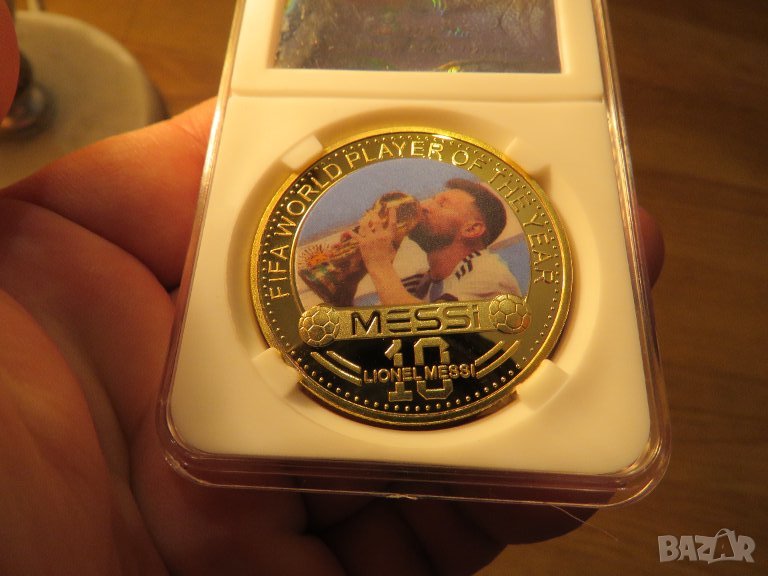 FIFA WORLD PLAYER OF THE YEAR
MESSi
10
LIONEL MESSI
BAZAR